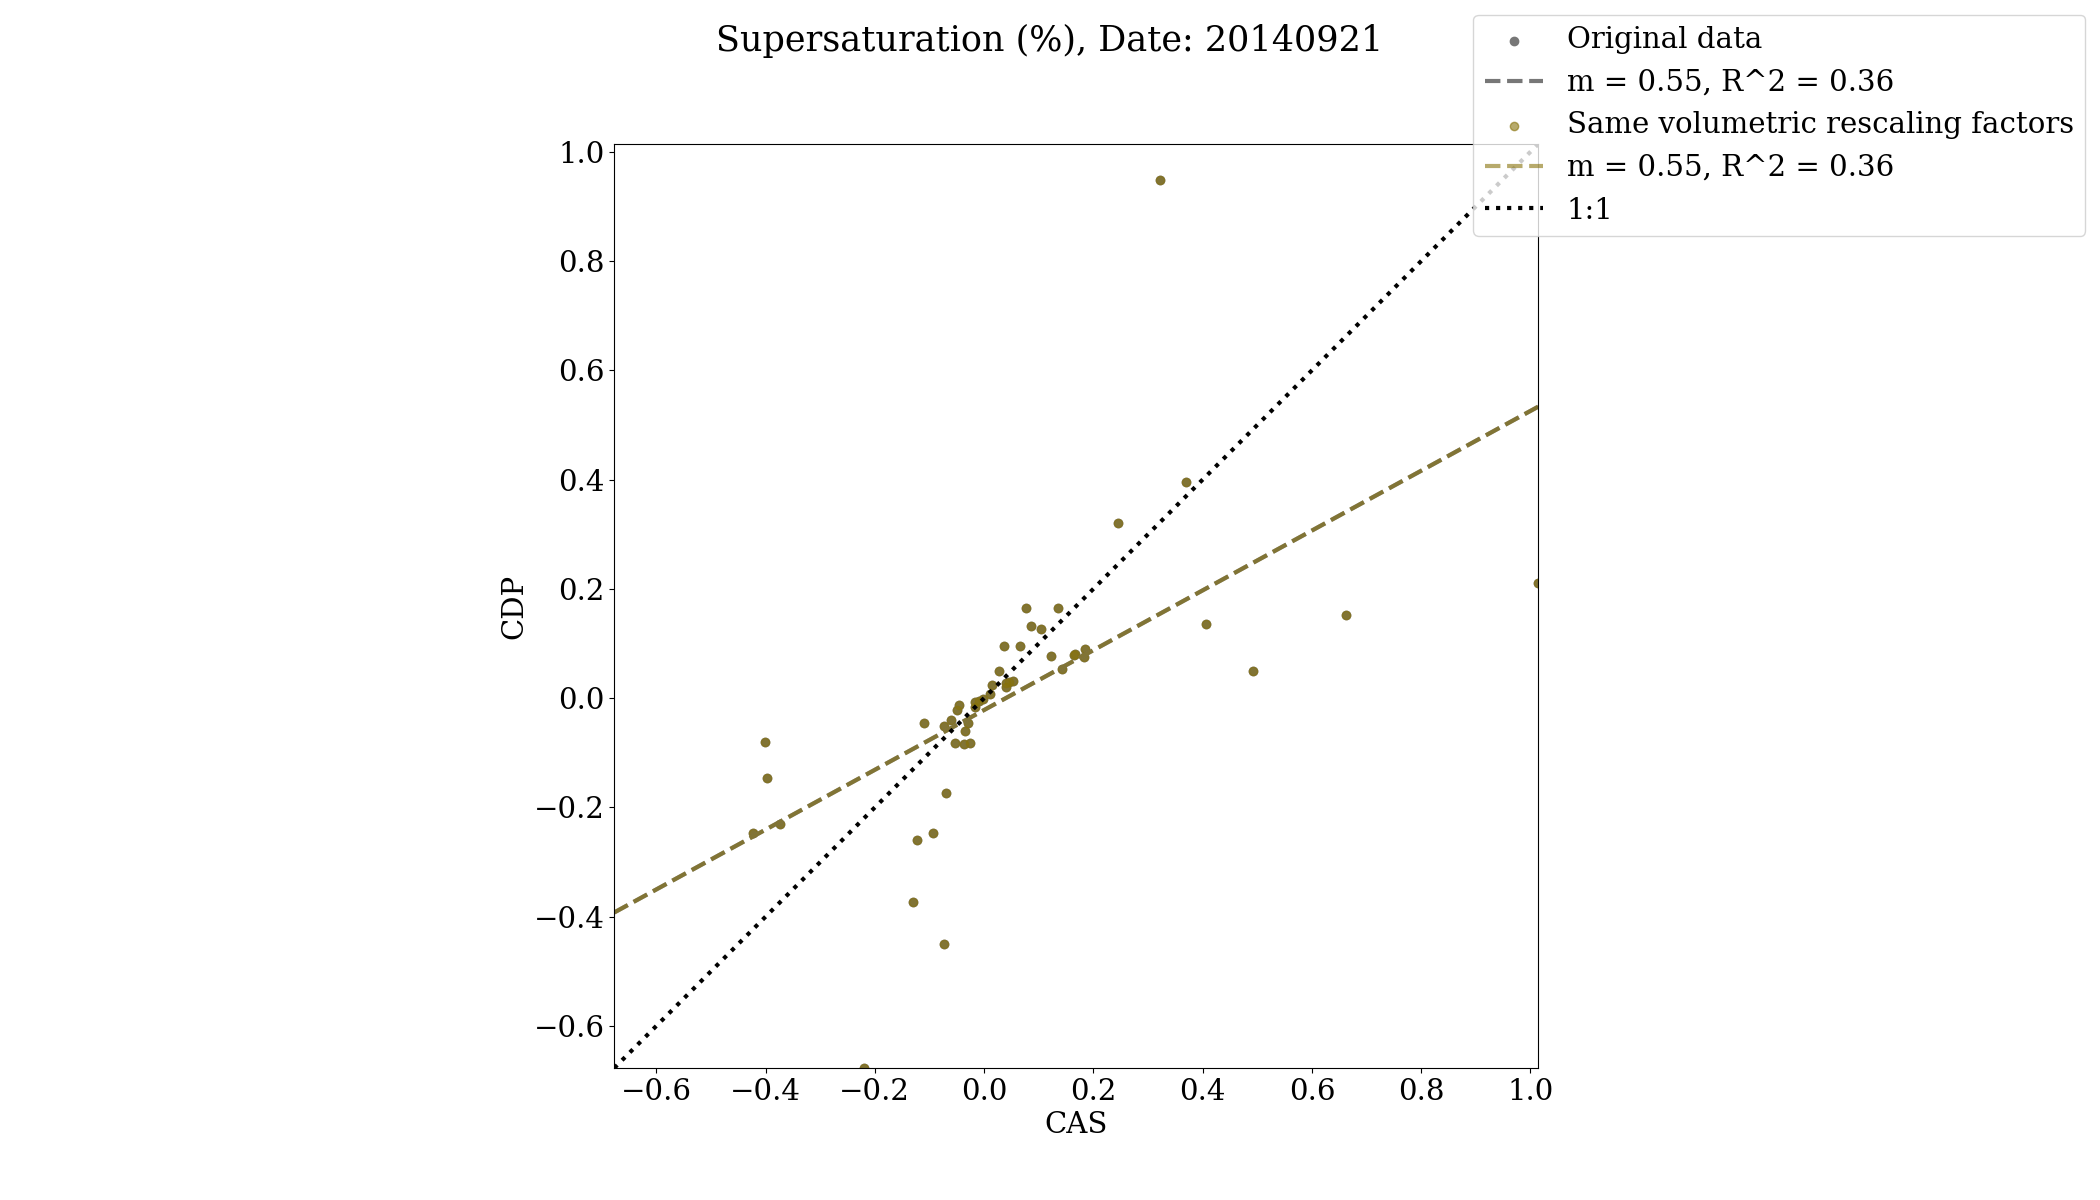 Supersaturation (%), Date: 20140921
Original data
m = 0.55, R^2 = 0.36
Same volumetric rescaling factors
m = 0.55, R^2 = 0.36
1:1
1.0
0.8
0.6
0.4
0.2
0.0
−0.2
−0.4
−0.6
CDP
−0.6 −0.4 −0.2 0.0 0.2 0.4 0.6 0.8 1.0
CAS